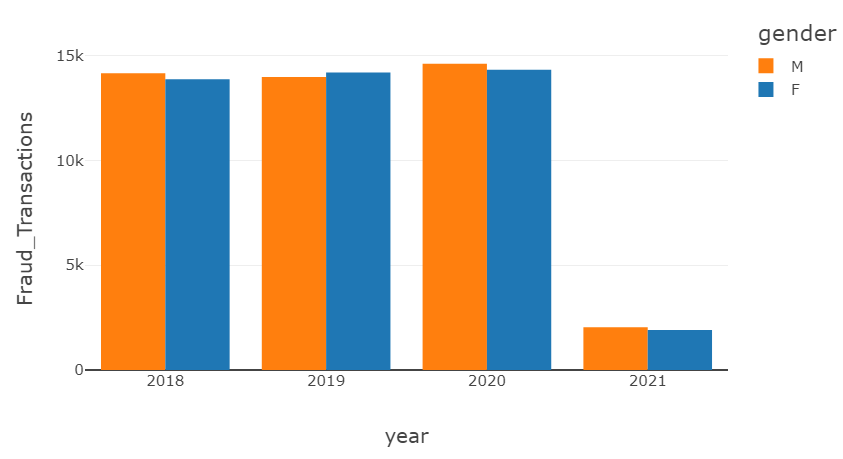 gender
M
F
15k
10k
5k
0
Fraud_Transactions
2018
2019
2020
2021
year